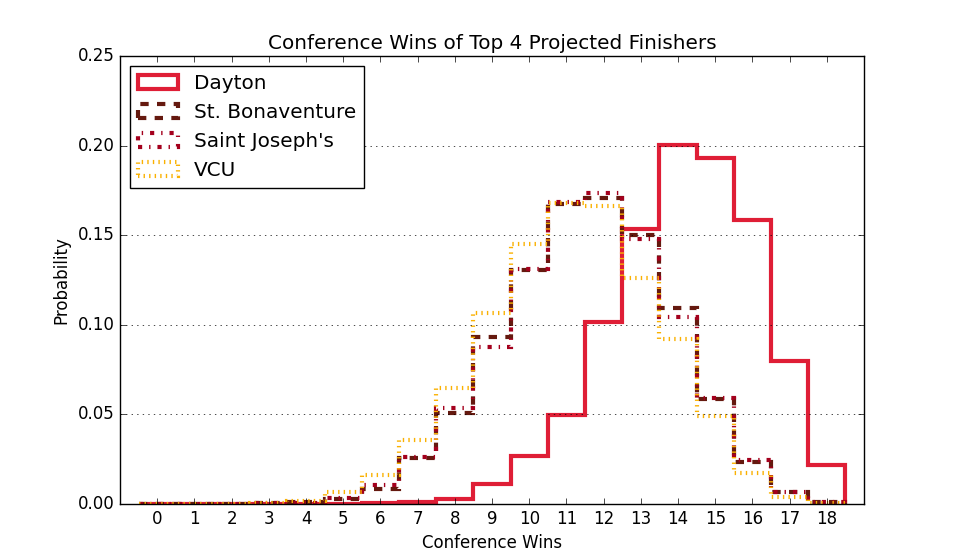 Conference Wins of Top 4 Projected Finishers
0.25
0.20
0.15
0.10
0.05
0.00
Probability
Dayton
St. Bonaventure
Saint Joseph's
VCU
0 1 2 3 4 5 6 7 8 9 10 11 12 13 14 15 16 17 18
Conference Wins